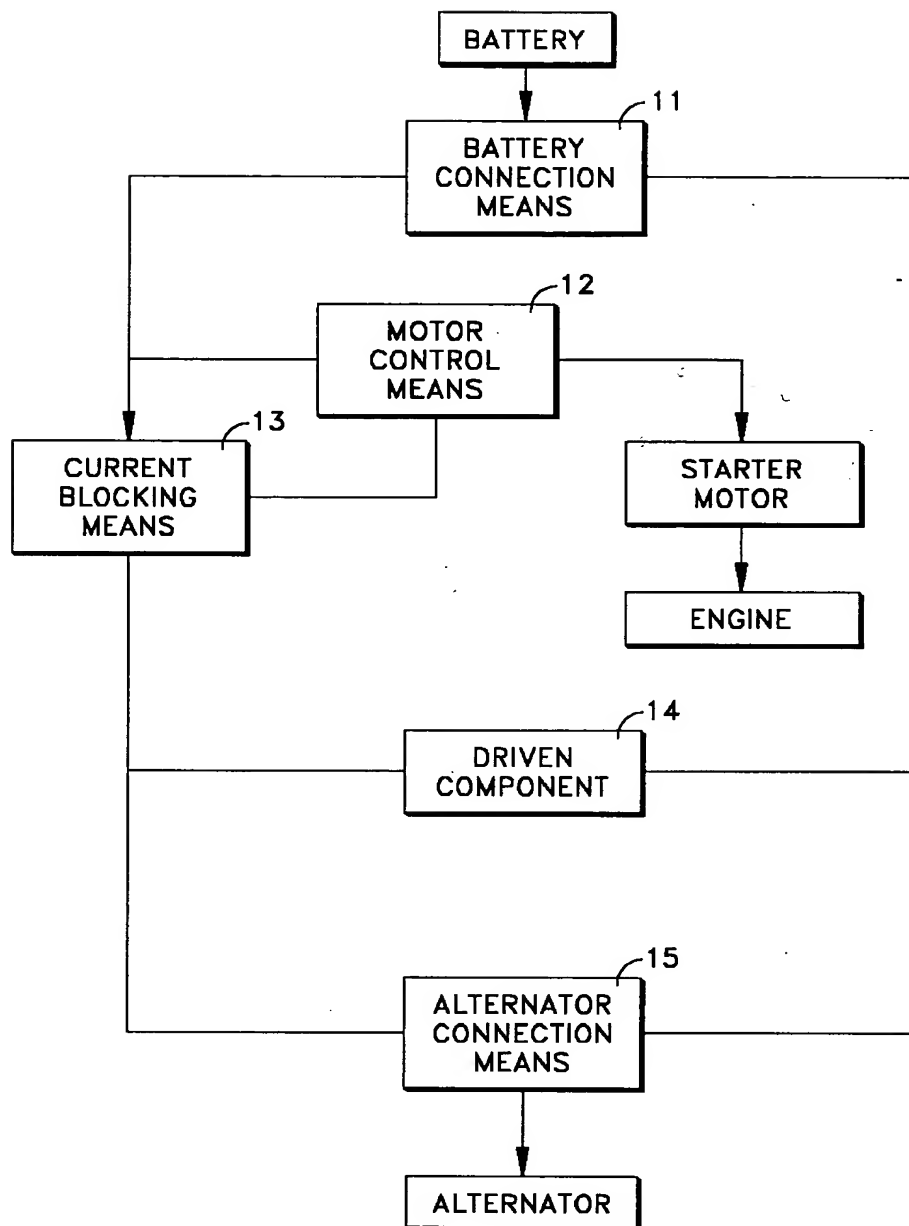 BATTERY
11
BATTERY
CONNECTION
MEANS
12
MOTOR
CONTROL
MEANS
13
CURRENT
BLOCKING
MEANS
STARTER
MOTOR
ENGINE
14
DRIVEN
COMPONENT
15
ALTERNATOR
CONNECTION
MEANS
ALTERNATOR